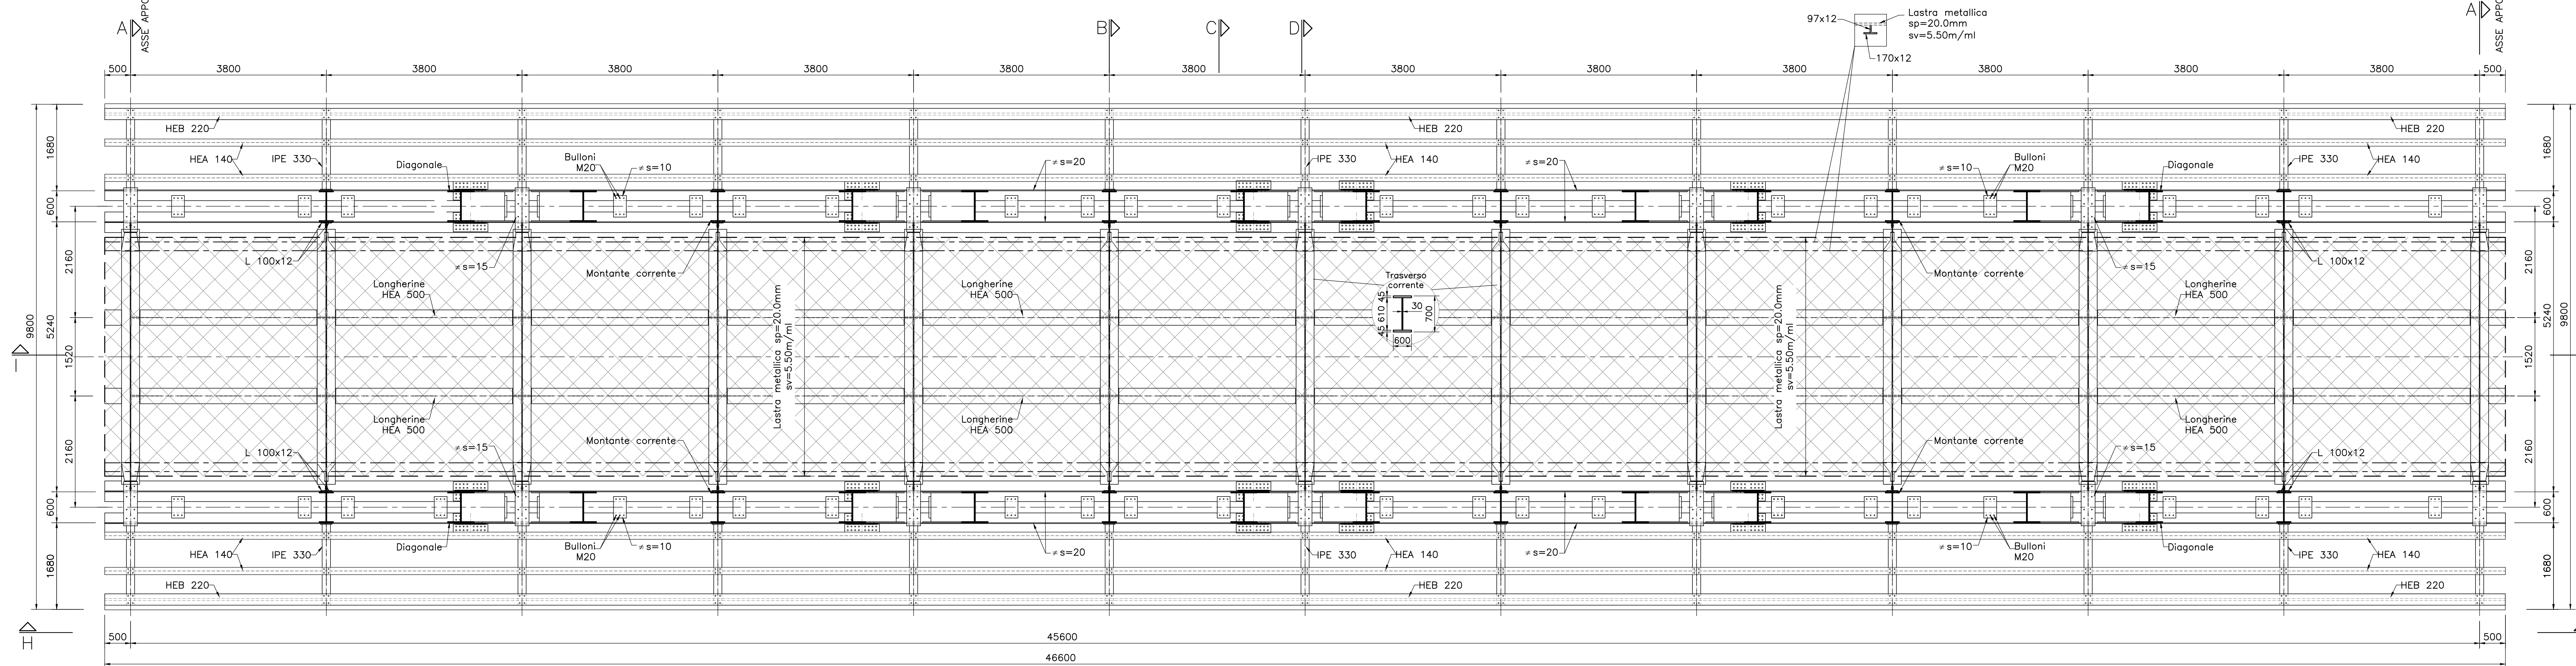 A
ASSE APPO
B
C
D
97x12
Lastra metallica
sp=20.0mm
sv=5.50m/ml
170x12
A
ASSE APPO
500
3800
3800
3800
3800
3800
3800
3800
3800
3800
3800
3800
3800
500
HEB 220
HEB 220
HEB 220
HEA 140
IPE 330
Diagonale
Bulloni
M20
≠s=10
≠s=20
IPE 330
HEA 140
≠s=20
≠s=10
Bulloni
M20
Diagonale
IPE 330
HEA 140
1680
600
2160
9800
5240
1520
2160
600
1680
1680
600
2160
5240
9800
1520
2160
600
1680
L 100x12
≠s=15
Montante corrente
Montante corrente
≠s=15
L 100x12
Longherine
HEA 500
Longherine
HEA 500
Longherine
HEA 500
Trasverso
corrente
45
610
45
30
700
600
Lastra metallica sp=20.0mm
sv=5.50m/ml
Lastra metallica sp=20.0mm
sv=5.50m/ml
I
Longherine
HEA 500
Longherine
HEA 500
Longherine
HEA 500
L 100x12
≠s=15
Montante corrente
Montante corrente
≠s=15
L 100x12
HEA 140
IPE 330
Diagonale
Bulloni
M20
≠s=10
≠s=20
IPE 330
HEA 140
≠s=20
≠s=10
Bulloni
M20
Diagonale
IPE 330
HEA 140
HEB 220
HEB 220
HEB 220
H
500
45600
500
46600